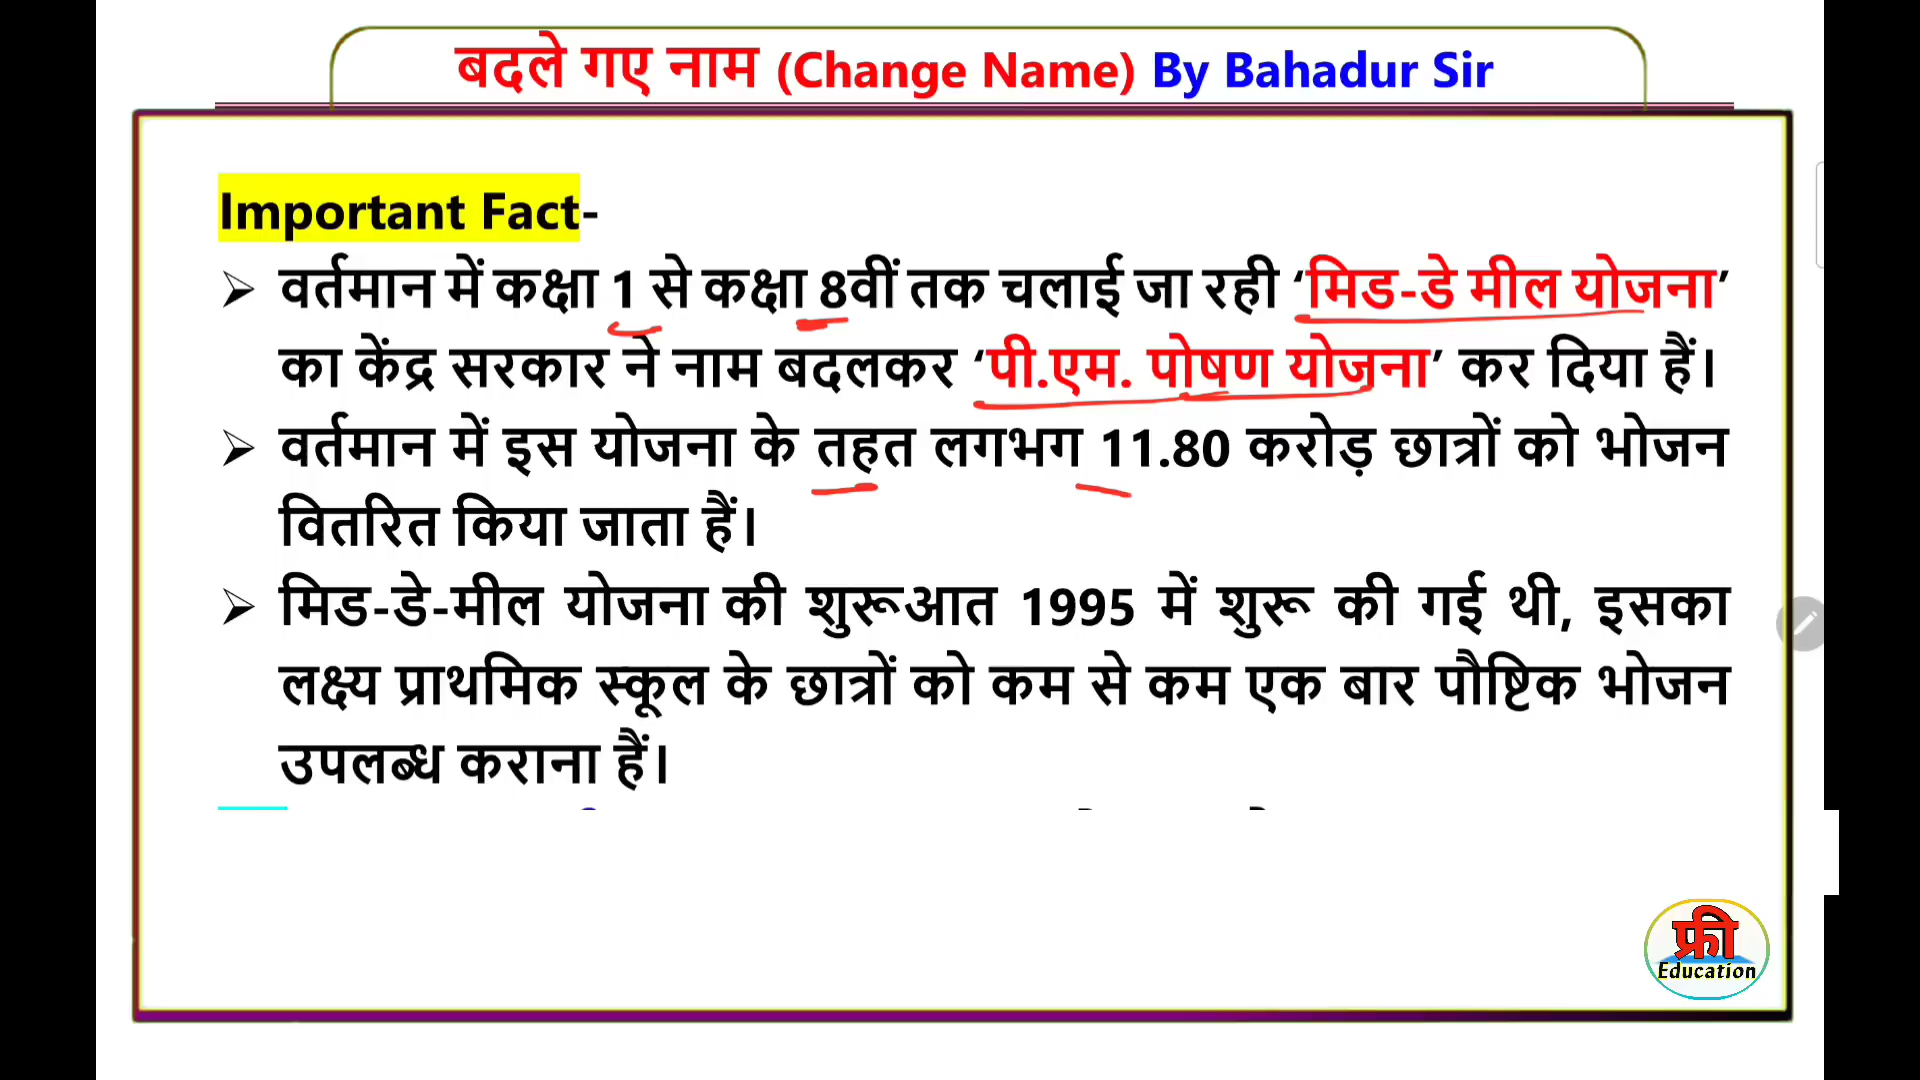 बदले गए नाम (Change Name) By Bahadur Sir
Important Fact-
➢ वर्तमान में कक्षा 1 से कक्षा 8वीं तक चलाई जा रही ‘मिड-डे मील योजना’
का केंद्र सरकार ने नाम बदलकर ‘पी.एम. पोषण योजना’ कर दिया हैं।
➢ वर्तमान में इस योजना के तहत लगभग 11.80 करोड़ छात्रों को भोजन
वितरित किया जाता हैं।
➢ मिड-डे-मील योजना की शुरूआत 1995 में शुरू की गई थी, इसका
लक्ष्य प्राथमिक स्कूल के छात्रों को कम से कम एक बार पौष्टिक भोजन
उपलब्ध कराना हैं।
फ्री
Education